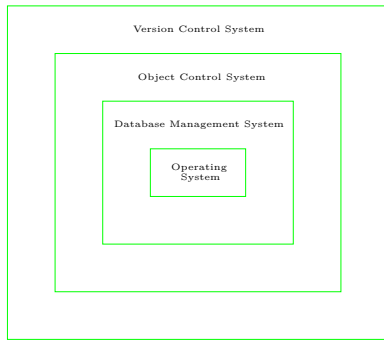 Version Control System
Object Control System
Database Management System
Operating
System